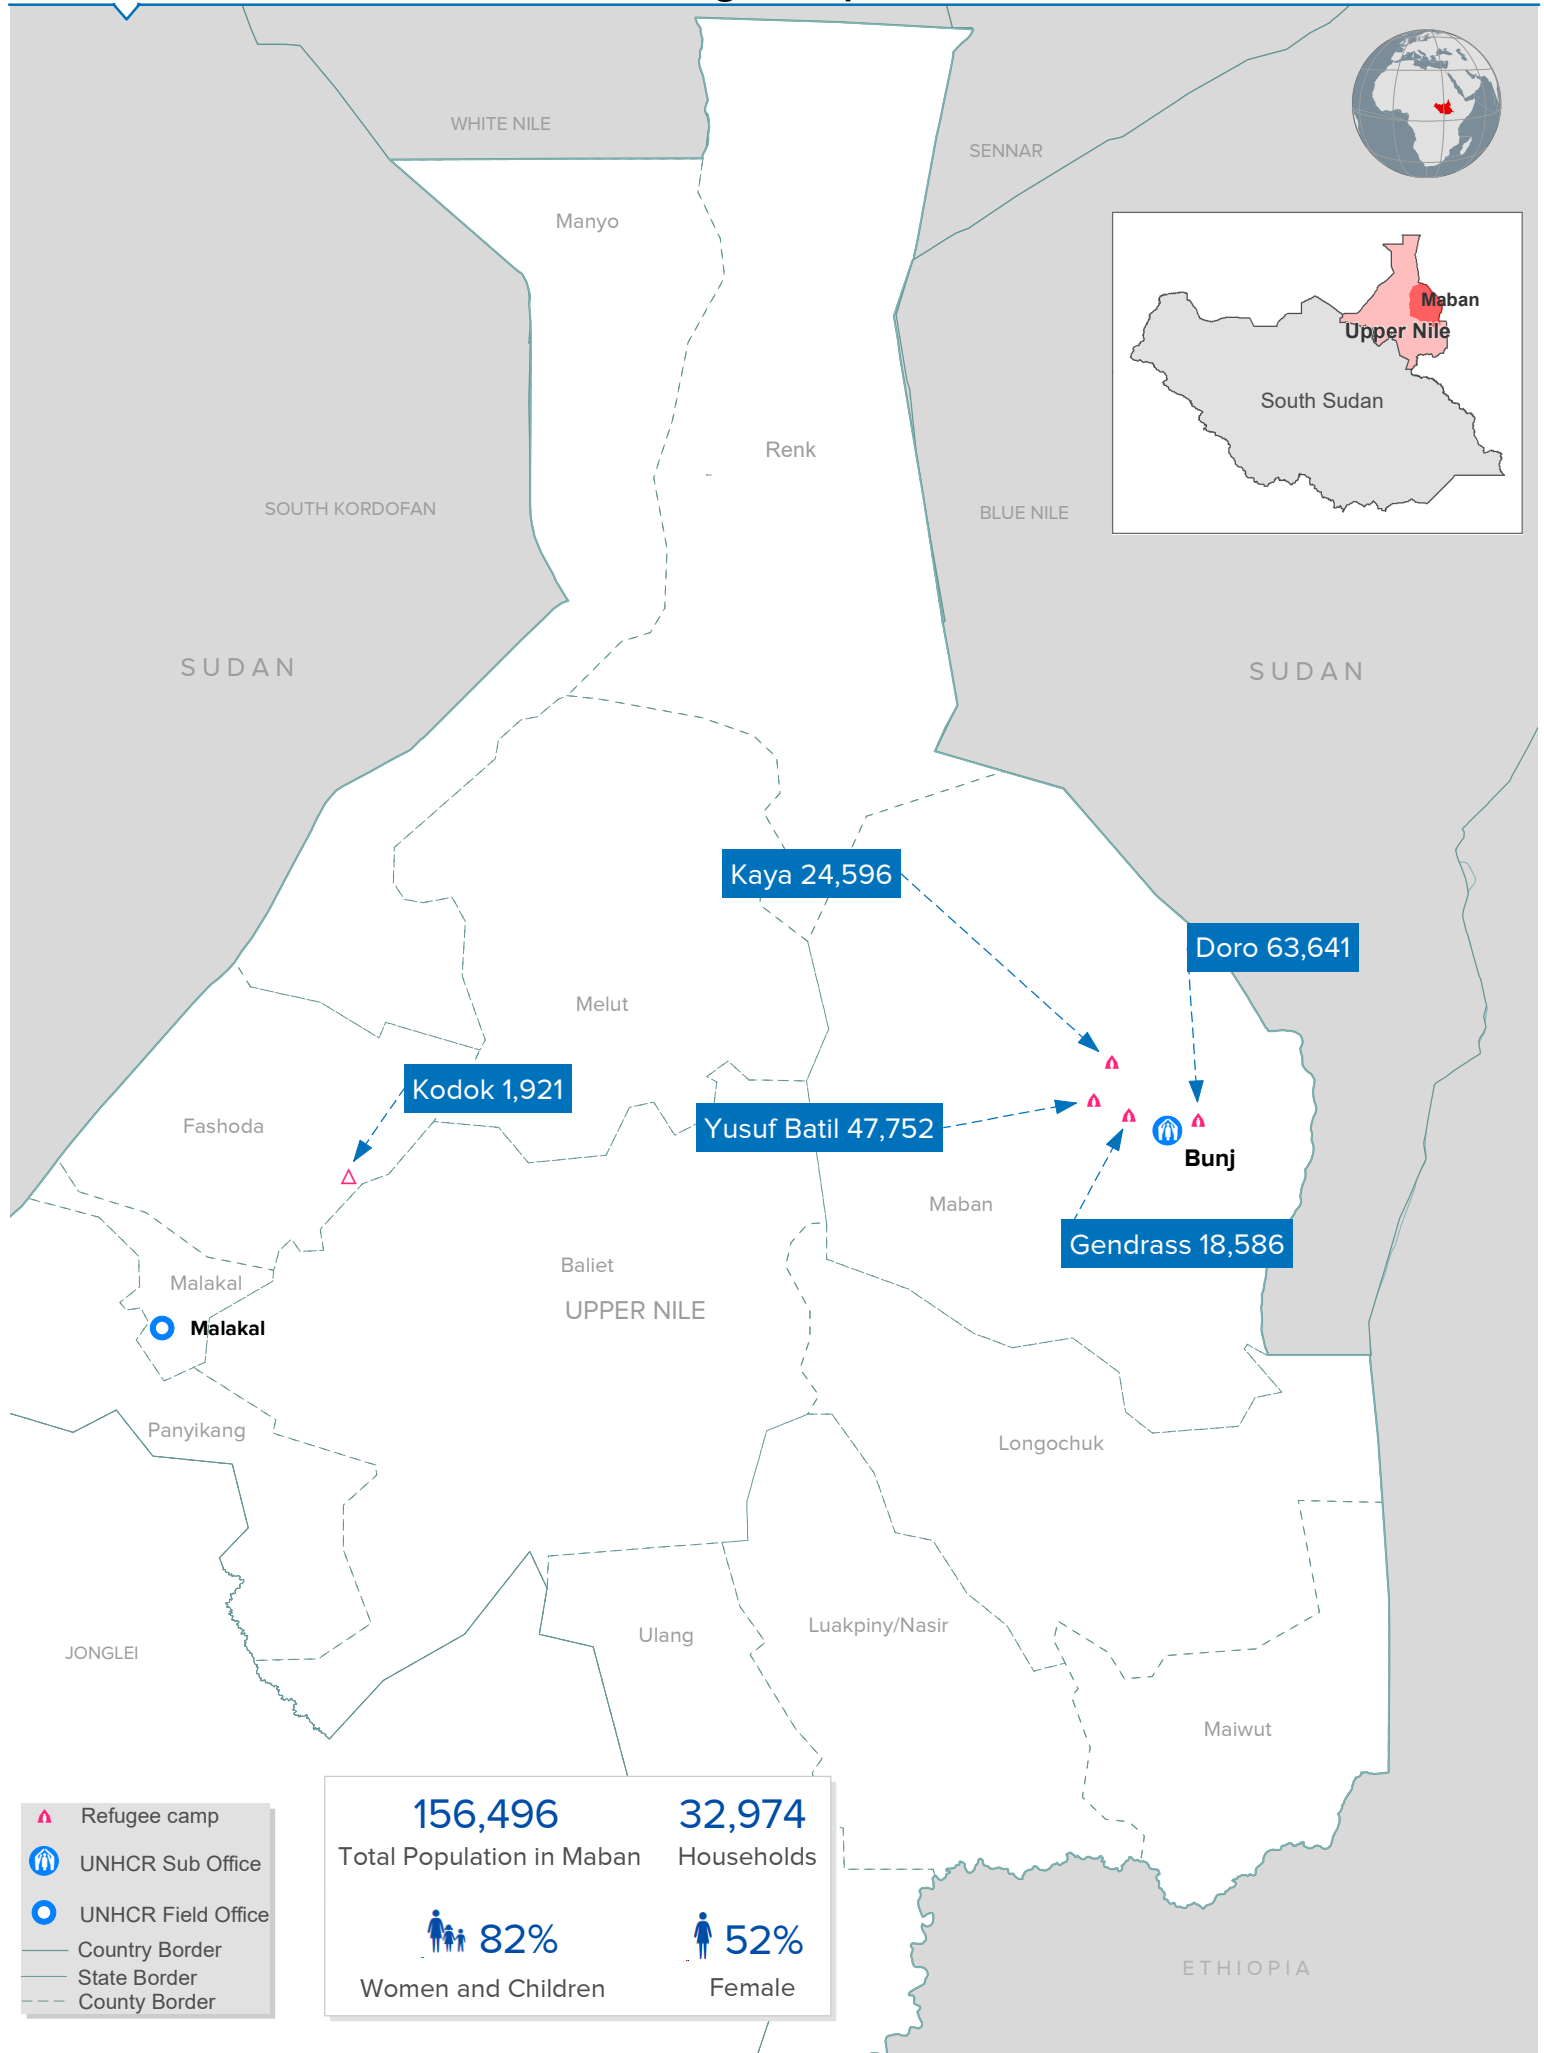 WHITE NILE
SENNAR
Manyo
Maban
Upper Nile
South Sudan
Renk
SOUTH KORDOFAN
BLUE NILE
SUDAN
SUDAN
Kaya 24,596
Doro 63,641
Melut
Kodok 1,921
Fashoda
Yusuf Batil 47,752
Bunj
Maban
Gendrass 18,586
Baliet
Malakal
UPPER NILE
Malakal
Panyikang
Longochuk
Luakpiny/Nasir
Ulang
JONGLEI
Maiwut
156,496
Total Population in Maban
32,974
Households
82%
Women and Children
52%
Female
Refugee camp
UNHCR Sub Office
UNHCR Field Office
Country Border
State Border
County Border
ETHIOPIA